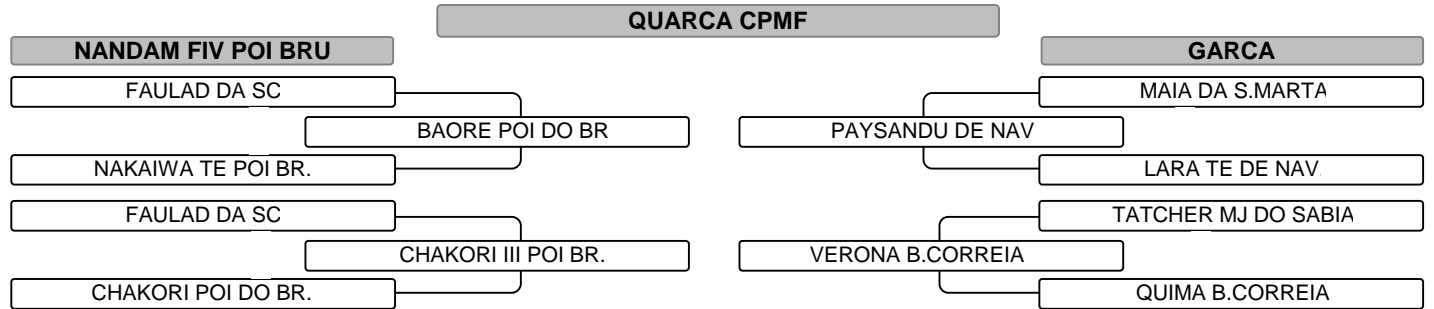 QUARCA CPMF
NANDAM FIV POI BRU
GARCA
FAULAD DA SC
MAIA DA S.MARTA
BAORE POI DO BR
PAYSANDU DE NAV
NAKAIWA TE POI BR.
LARA TE DE NAV.
FAULAD DA SC
TATCHER MJ DO SABIA
CHAKORI III POI BR.
VERONA B.CORREIA
CHAKORI POI DO BR.
QUIMA B.CORREIA